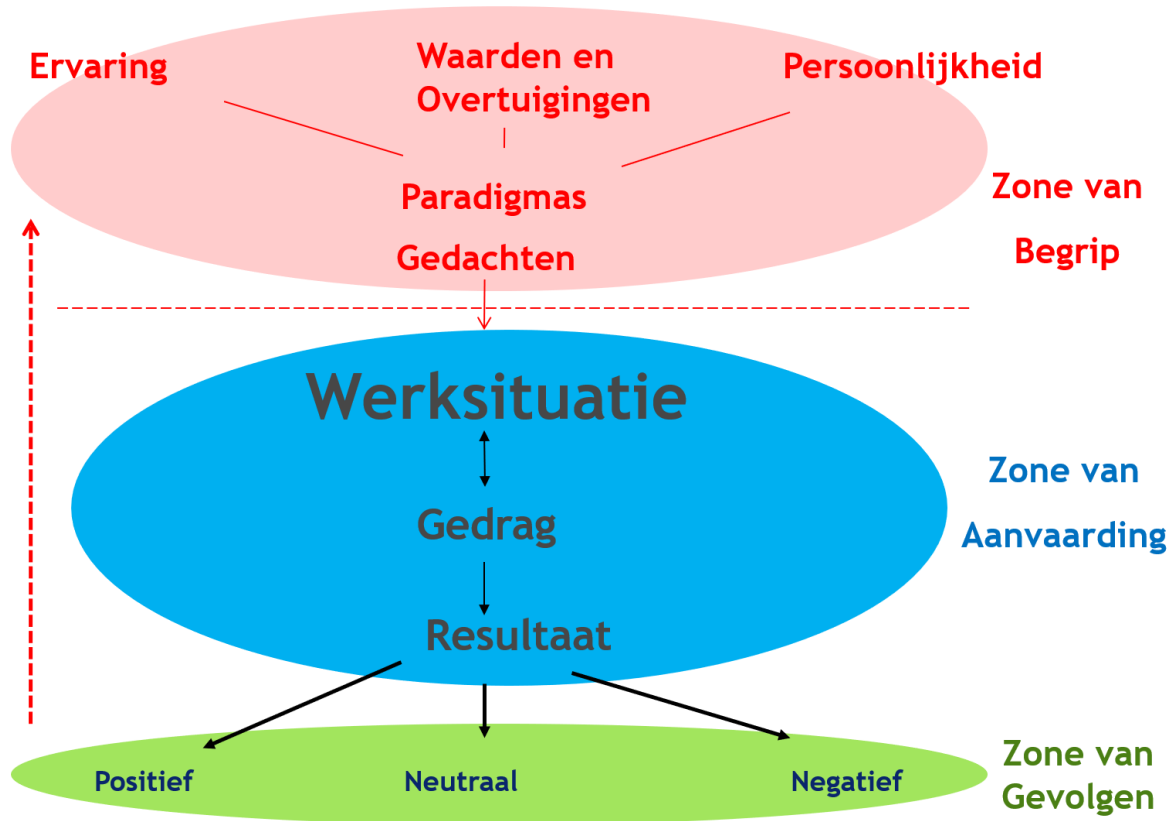 Ervaring
Waarden en
Overtuigingen
Persoonlijkheid
Paradigmas
Gedachten
Zone van
Begrip
Werksituatie
Gedrag
Resultaat
Zone van
Aanvaarding
Positief
Neutraal
Negatief
Zone van
Gevolgen